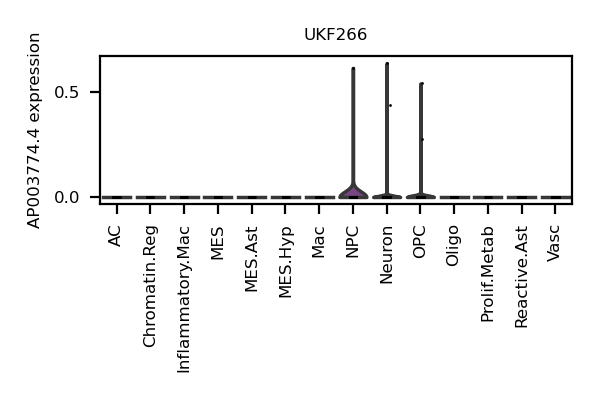 UKF266
AP003774.4 expression
0.5
0.0
AC
Chromatin.Reg
Inflammatory.Mac
MES
MES.Ast
MES.Hyp
Mac
NPC
Neuron
OPC
Oligo
Prolif.Metab
Reactive.Ast
Vasc